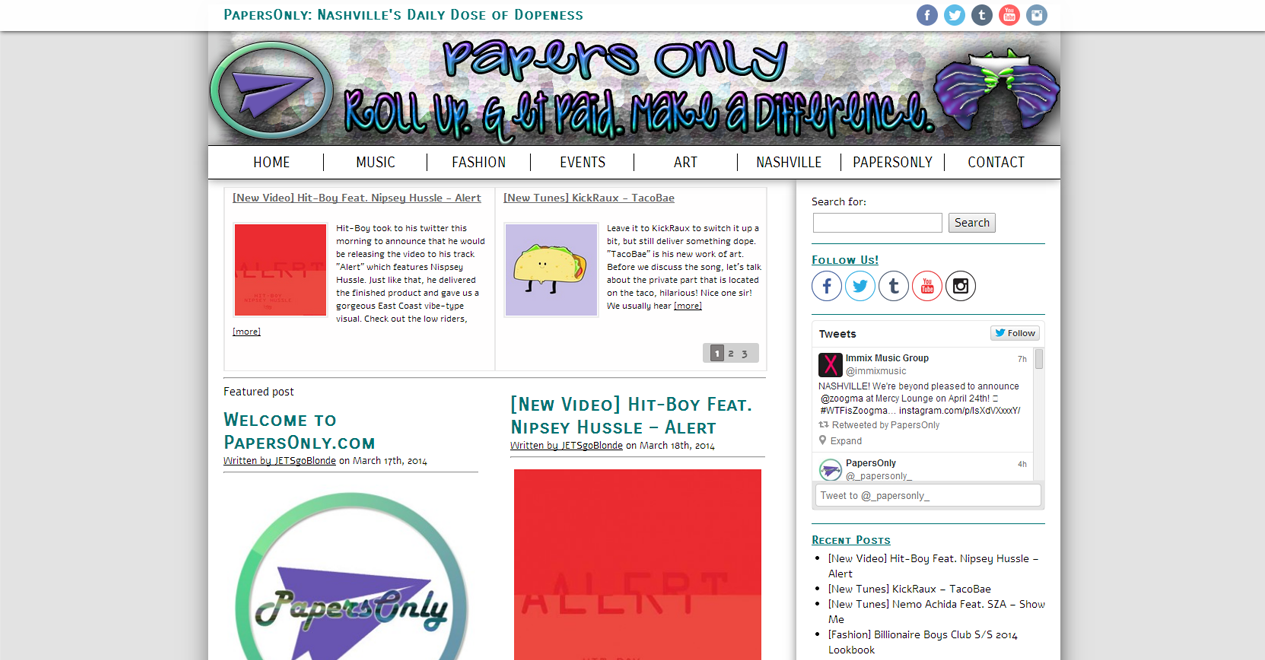 PapersOnly: Nashville's Daily Dose of Dopeness
Papers Only
Roll Up. Get Paid. Make a Difference.
HOME MUSIC FASHION EVENTS ART NASHVILLE PAPERSONLY CONTACT
[New Video] Hit-Boy Feat. Nipsey Hussle – Alert
Hit-Boy took to his twitter this
morning to announce that he would
be releasing the video to his track
"Alert" which features Nispsey
Hussle. Just like that, he delivered
the finished product and gave us a
gorgeous East Coast vibe-type
visual. Check out the low riders,
[more]
ALERT
HIT-BOY
NIPSEY HUSSLE
[New Tunes] KickRaux – TacoBae
Leave it to KickRaux to switch it up a
bit, but still deliver something dope.
"TacoBae" is his new work of art.
Before we discuss the song, let's talk
about the private part that is located
on the taco, hilarious! Nice one sir!
We usually hear [more]
1 2 3
Featured post
Welcome to
PapersOnly.com
Written by JETSgoBlonde on March 17th, 2014
PapersOnly
[New Video] Hit-Boy Feat.
Nipsey Hussle – Alert
Written by JETSgoBlonde on March 18th, 2014
ALERT
Search for:
Search
Follow Us!
Tweets
Follow
Immix Music Group 7h
@immixmusic
NASHVILLE! We're beyond pleased to announce
@zoogma at Mercy Lounge on April 24th!
#WTFisZoogma... instagram.com/p/lsXdVXxxxY/
Retweeted by PapersOnly
Expand
PapersOnly 4h
@_papersonly_
Tweet to @_papersonly_
Recent Posts
[New Video] Hit-Boy Feat. Nipsey Hussle –
Alert
[New Tunes] KickRaux – TacoBae
[New Tunes] Nemo Achida Feat. SZA – Show
Me
[Fashion] Billionaire Boys Club S/S 2014
Lookbook